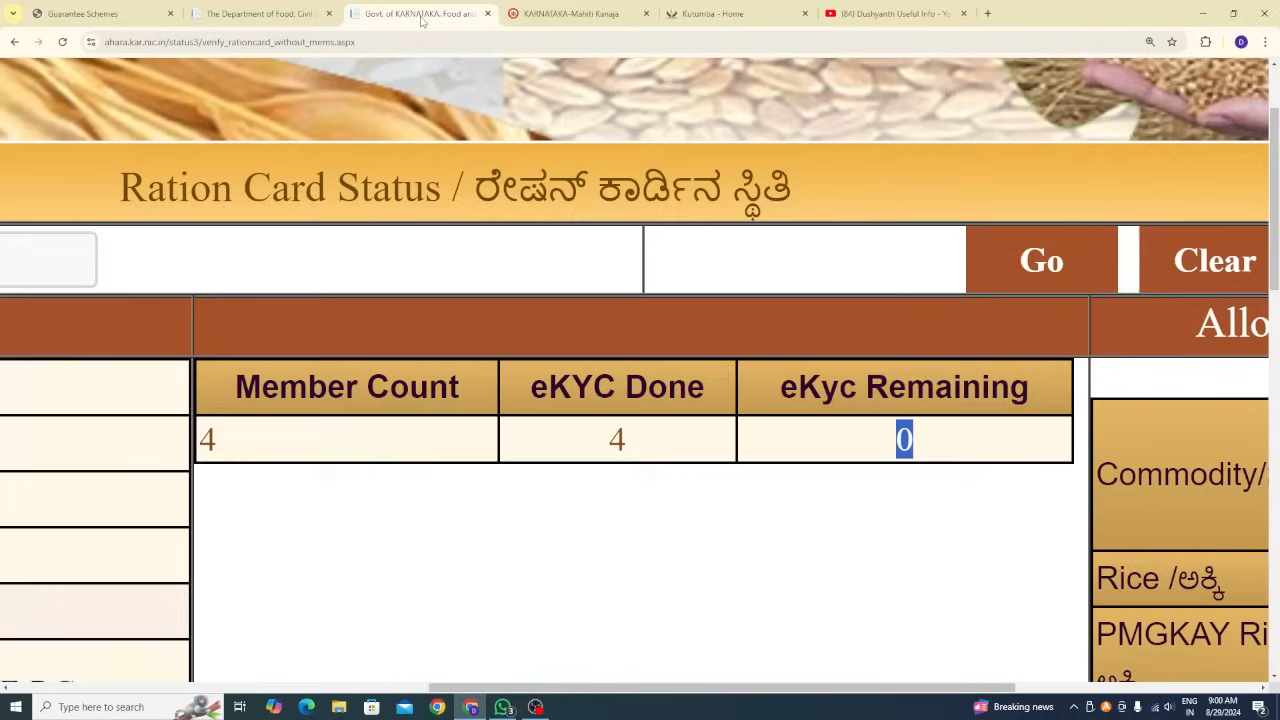 Guarantee Schemes
The Department of Food, Civil
Govt. of KARNATAKA, Food and
KARNATAKA-Mahiti Kanaja
Kutumba - Home
(84) Dushyanth Useful Info - Yo
ahara.kar.nic.in/status3/verify_rationcard_without_mems.aspx
D
Ration Card Status / ರೇಷನ್ ಕಾರ್ಡಿನ ಸ್ಥಿತಿ
Go
Clear
Allo
Member Count
eKYC Done
eKyc Remaining
4
4
0
Commodity/
Rice /ಅಕ್ಕಿ
PMGKAY Ri
ಅಕ್ಕಿ
Type here to search
Breaking news
ENG
IN
9:00 AM
8/29/2024